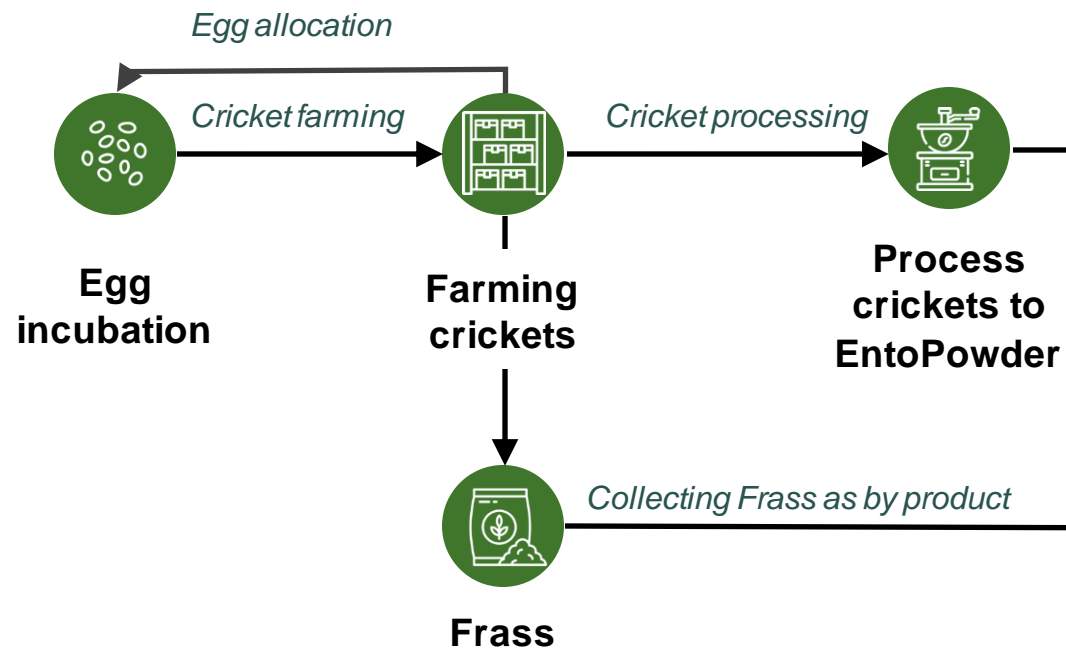 Egg allocation
Cricket farming
Cricket processing
Egg
incubation
Farming
crickets
Process
crickets to
EntoPowder
Collecting Frass as by product
Frass